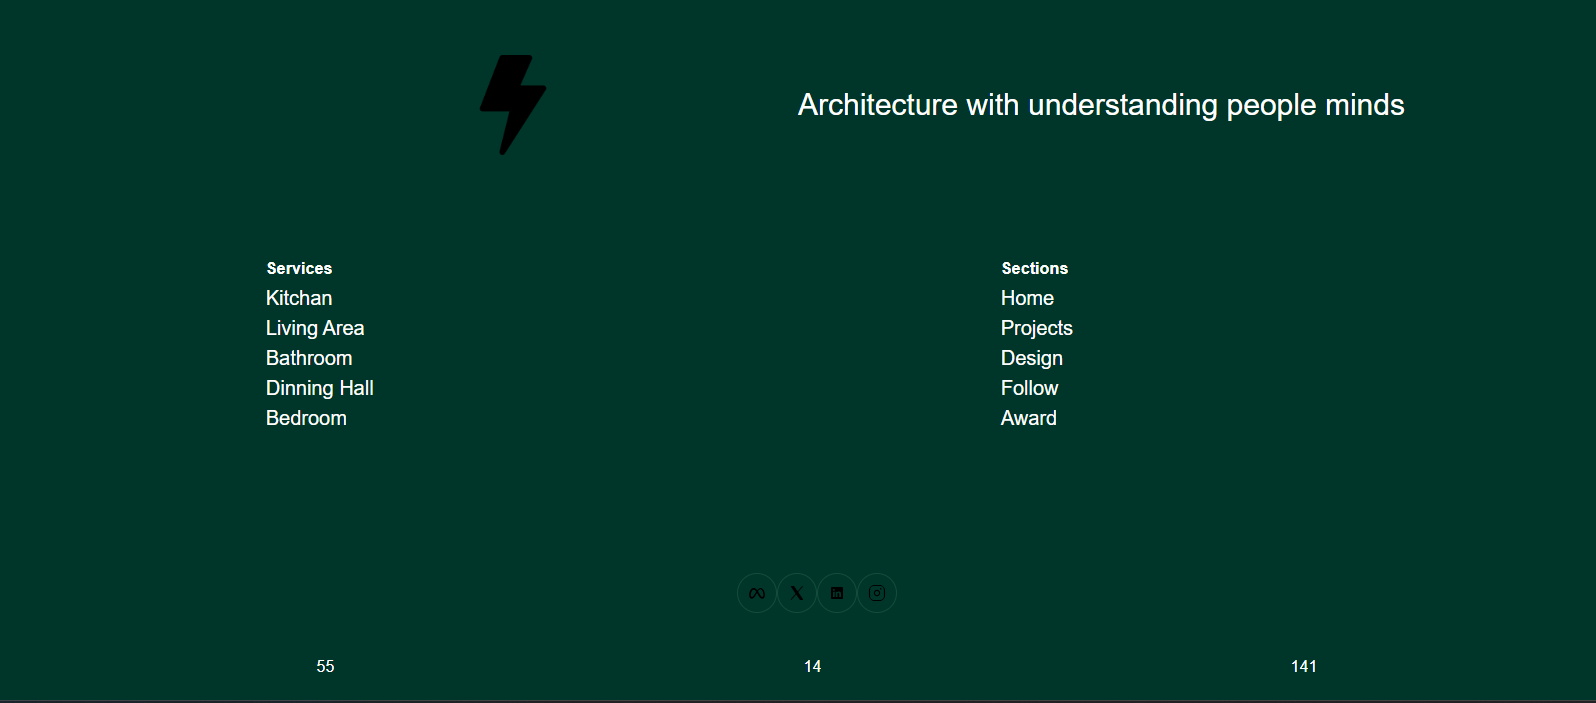 Architecture with understanding people minds
Services
Kitchan
Living Area
Bathroom
Dinning Hall
Bedroom
Sections
Home
Projects
Design
Follow
Award
55
14
141